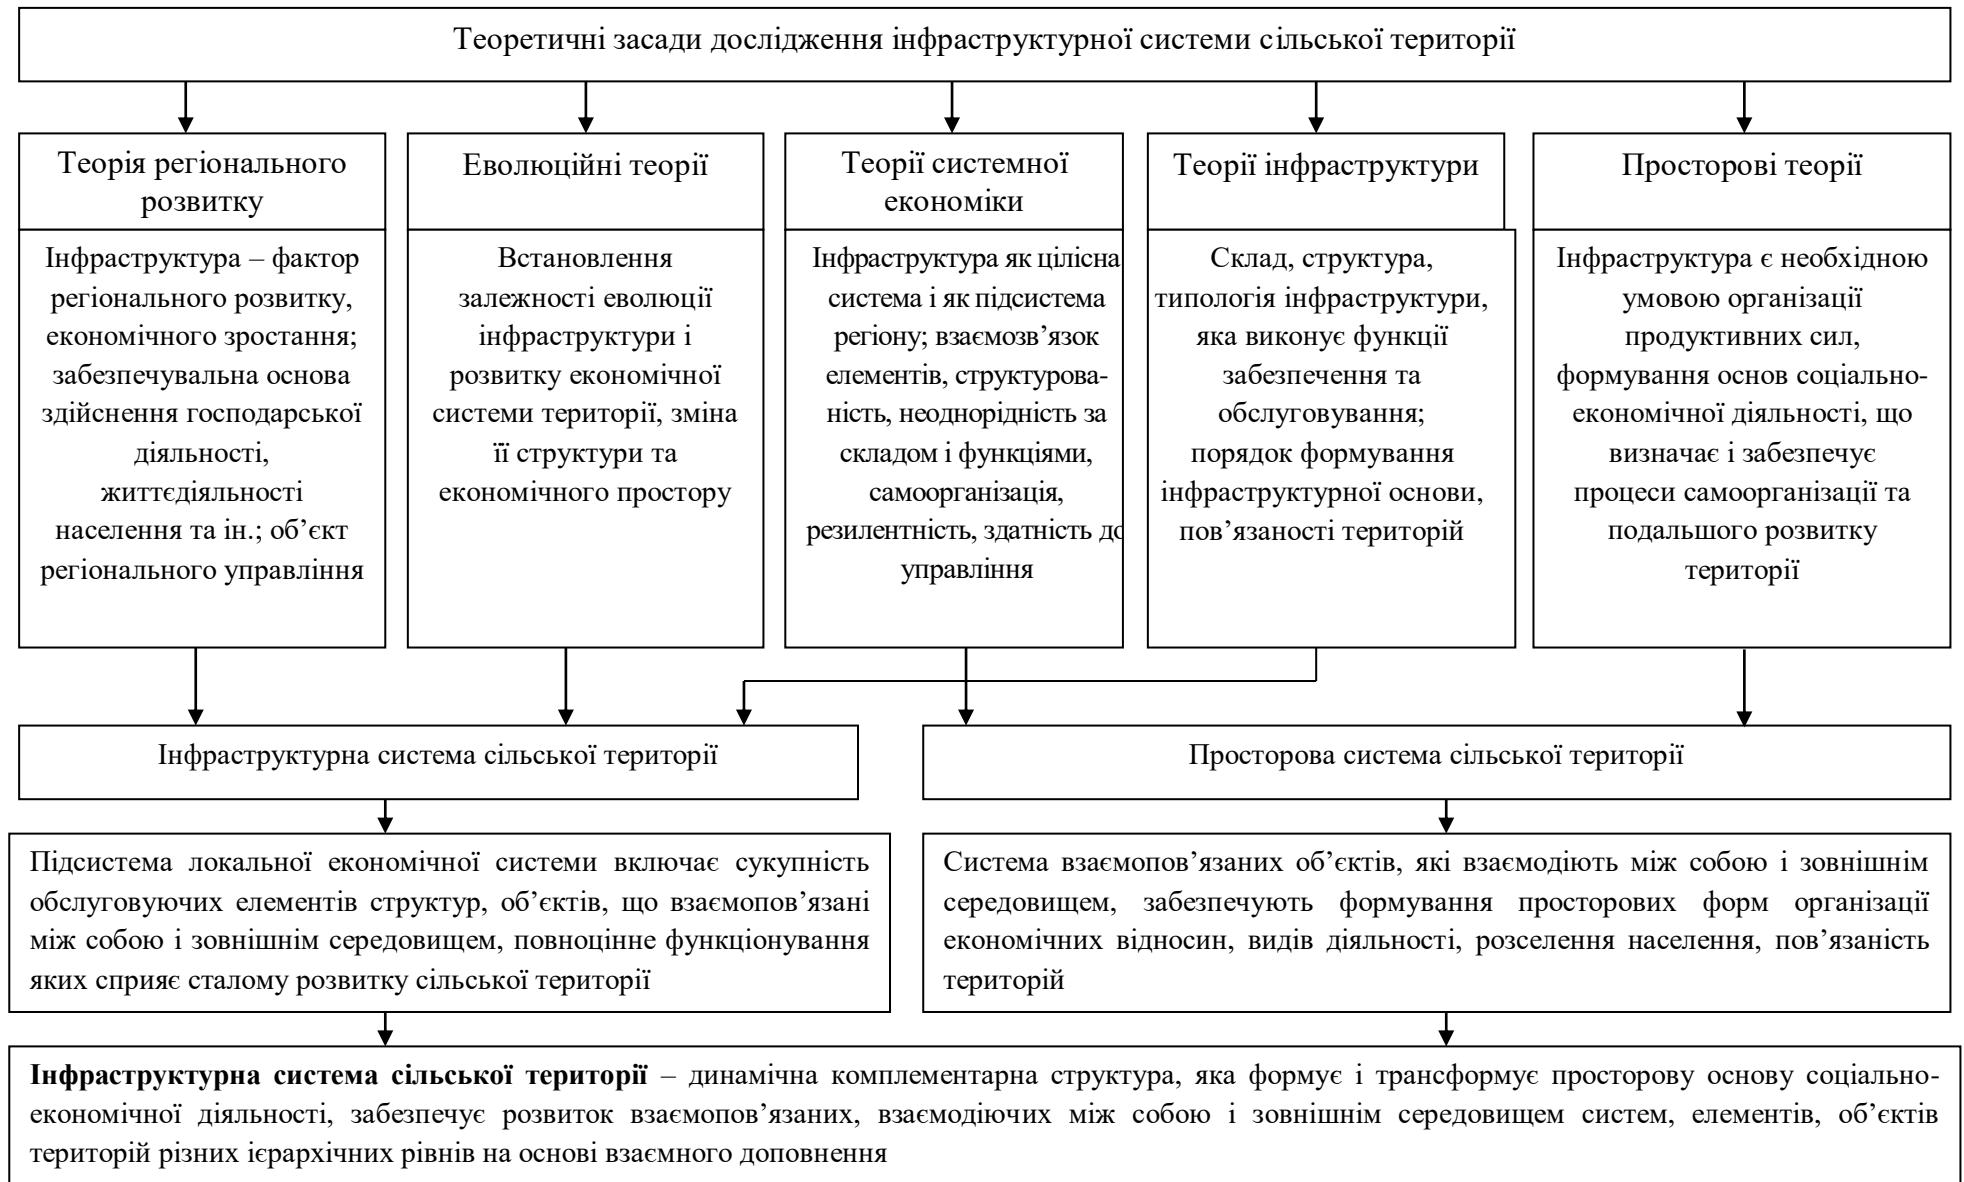 Теоретичні засади дослідження інфраструктурної системи сільської території
Теорія регіонального
розвитку
Еволюційні теорії
Теорії системної
економіки
Теорії інфраструктури
Просторові теорії
Інфраструктура – фактор
регіонального розвитку,
економічного зростання;
забезпечувальна основа
здійснення господарської
діяльності,
життєдіяльності
населення та ін.; об’єкт
регіонального управління
Встановлення
залежності еволюції
інфраструктури і
розвитку економічної
системи території, зміна
її структури та
економічного простору
Інфраструктура як цілісна
система і як підсистема
регіону; взаємозв’язок
елементів, структурова-
ність, неоднорідність за
складом і функціями,
самоорганізація,
резилентність, здатність до
управління
Склад, структура,
типологія інфраструктури,
яка виконує функції
забезпечення та
обслуговування;
порядок формування
інфраструктурної основи,
пов’язаності територій
Інфраструктура є необхідною
умовою організації
продуктивних сил,
формування основ соціально-
економічної діяльності, що
визначає і забезпечує
процеси самоорганізації та
подальшого розвитку
території
Інфраструктурна система сільської території
Просторова система сільської території
Підсистема локальної економічної системи включає сукупність
обслуговуючих елементів структур, об’єктів, що взаємопов’язані
між собою і зовнішнім середовищем, повноцінне функціонування
яких сприяє сталому розвитку сільської території
Система взаємопов’язаних об’єктів, які взаємодіють між собою і зовнішнім
середовищем, забезпечують формування просторових форм організації
економічних відносин, видів діяльності, розселення населення, пов’язаність
територій
Інфраструктурна система сільської території – динамічна комплементарна структура, яка формує і трансформує просторову основу соціально-
економічної діяльності, забезпечує розвиток взаємопов’язаних, взаємодіючих між собою і зовнішнім середовищем систем, елементів, об’єктів
територій різних ієрархічних рівнів на основі взаємного доповнення